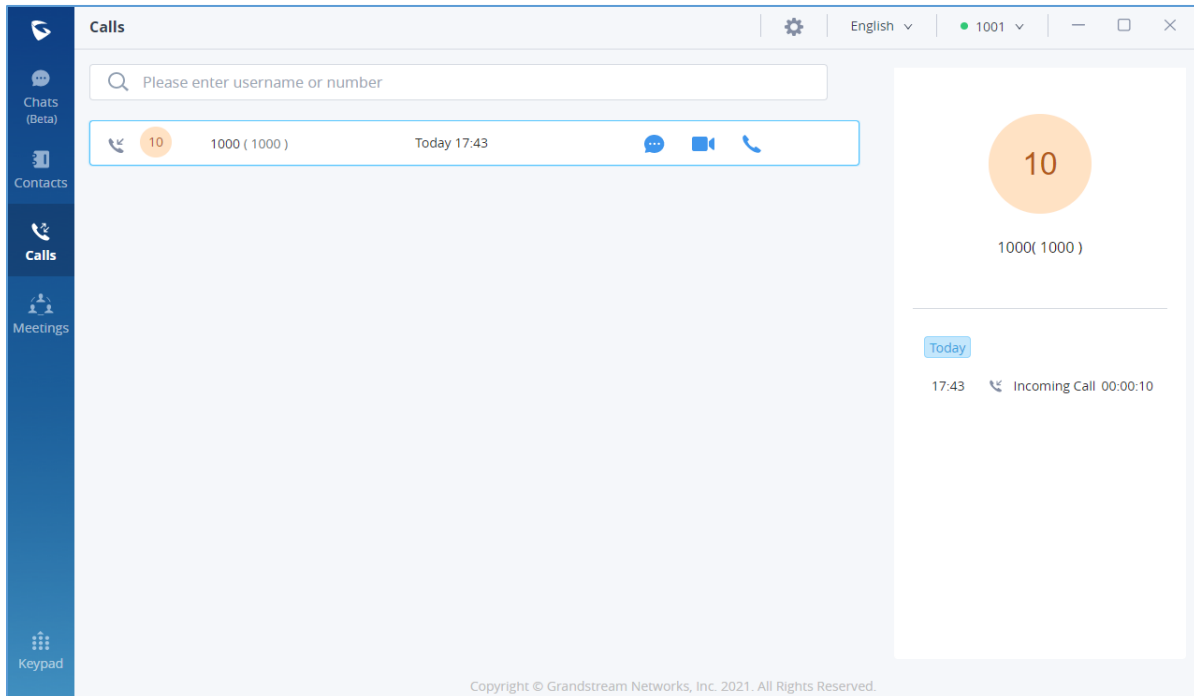 Calls
English
1001
Chats
(Beta)
Contacts
Calls
Meetings
Keypad
Please enter username or number
10 1000 ( 1000 ) Today 17:43
10
1000( 1000 )
Today
17:43 Incoming Call 00:00:10
Copyright © Grandstream Networks, Inc. 2021. All Rights Reserved.